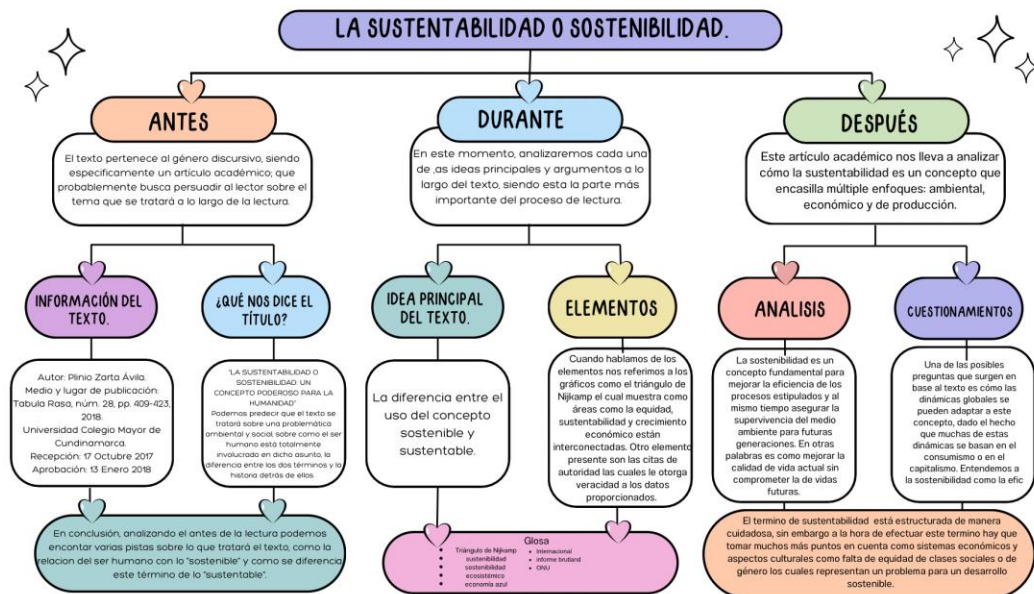 LA SUSTENTABILIDAD O SOSTENIBILIDAD.
ANTES
El texto pertenece al género discursivo, siendo
especificamente un artículo académico; que
probablemente busca persuadir al lector sobre el
tema que se tratará a lo largo de la lectura.
DURANTE
En este momento, analizaremos cada una
de ,as ideas principales y argumentos a lo
largo del texto, siendo esta la parte más
importante del proceso de lectura.
DESPUÉS
Este artículo académico nos lleva a analizar
cómo la sustentabilidad es un concepto que
encasilla múltiple enfoques: ambiental,
económico y de producción.
INFORMACIÓN DEL
TEXTO.
Autor: Plinio Zarta Ávila.
Medio y lugar de publicación:
Tabula Rasa, núm. 28, pp. 409-423,
2018.
Universidad Colegio Mayor de
Cundinamarca.
Recepción: 17 Octubre 2017
Aprobación: 13 Enero 2018
¿QUÉ NOS DICE EL
TÍTULO?
"LA SUSTENTABILIDAD O
SOSTENIBILIDAD: UN
CONCEPTO PODEROSO PARA LA
HUMANIDAD"
Podemos predecir que el texto se
tratará sobre una problemática
ambiental y social, sobre como el ser
humano está totalmente
involucrado en dicho asunto, la
diferencia entre los dos términos y la
historia detrás de ellos.
En conclusión, analizando el antes de la lectura podemos
encontar varias pistas sobre lo que tratará el texto, como la
relacion del ser humano con lo "sostenible" y como se diferencia
este término de lo "sustentable".
IDEA PRINCIPAL
DEL TEXTO.
La diferencia entre el
uso del concepto
sostenible y
sustentable.
ELEMENTOS
Cuando hablamos de los
elementos nos referimos a los
gráficos como el triángulo de
Nijkamp el cual muestra como
áreas como la equidad,
sustentabilidad y crecimiento
económico están
interconectadas. Otro elemento
presente son las citas de
autoridad las cuales le otorga
veracidad a los datos
proporcionados.
Glosa
Triángulo de Nijkamp
sustenibilidad
sostenibilidad
ecosistémico
economía azul
Internacional
informe brutland
ONU
ANALISIS
La sostenibilidad es un
concepto fundamental para
mejorar la eficiencia de los
procesos estipulados y al
mismo tiempo asegurar la
supervivencia del medio
ambiente para futuras
generaciones. En otras
palabras es como mejorar la
calidad de vida actual sin
comprometer la de vidas
futuras.
CUESTIONAMIENTOS
Una de las posibles
preguntas que surgen en
base al texto es cómo las
dinámicas globales se
pueden adaptar a este
concepto, dado el hecho
que muchas de estas
dinámicas se basan en el
consumismo o en el
capitalismo. Entendemos a
la sostenibilidad como la efic
El termino de sustentabilidad está estructurada de manera
cuidadosa, sin embargo a la hora de efectuar este termino hay que
tomar muchos más puntos en cuenta como sistemas económicos y
aspectos culturales como falta de equidad de clases sociales o de
género los cuales representan un problema para un desarrollo
sostenible.